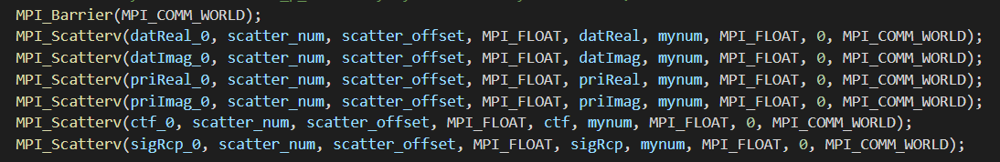 MPI_Barrier(MPI_COMM_WORLD);
MPI_Scatterv(datReal_0, scatter_num, scatter_offset, MPI_FLOAT, datReal, mynum, MPI_FLOAT, 0, MPI_COMM_WORLD);
MPI_Scatterv(datImag_0, scatter_num, scatter_offset, MPI_FLOAT, datImag, mynum, MPI_FLOAT, 0, MPI_COMM_WORLD);
MPI_Scatterv(priReal_0, scatter_num, scatter_offset, MPI_FLOAT, priReal, mynum, MPI_FLOAT, 0, MPI_COMM_WORLD);
MPI_Scatterv(priImag_0, scatter_num, scatter_offset, MPI_FLOAT, priImag, mynum, MPI_FLOAT, 0, MPI_COMM_WORLD);
MPI_Scatterv(ctf_0, scatter_num, scatter_offset, MPI_FLOAT, ctf, mynum, MPI_FLOAT, 0, MPI_COMM_WORLD);
MPI_Scatterv(sigRcp_0, scatter_num, scatter_offset, MPI_FLOAT, sigRcp, mynum, MPI_FLOAT, 0, MPI_COMM_WORLD);